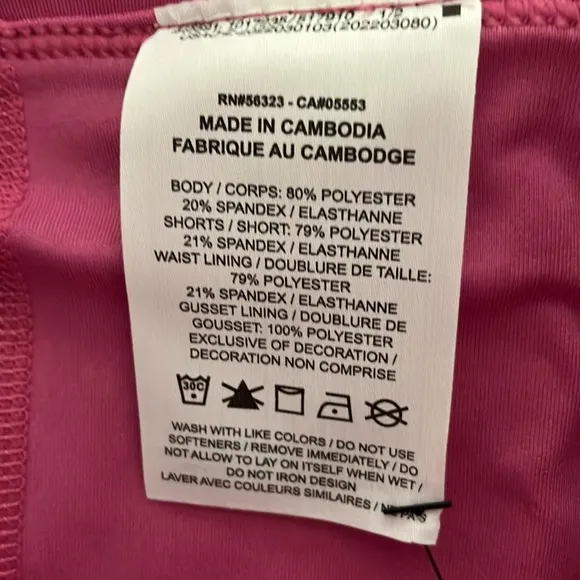 (202203080)
RN#56323 - CA#05553
MADE IN CAMBODIA
FABRIQUE AU CAMBODGE
BODY / CORPS: 80% POLYESTER
20% SPANDEX / ELASTHANNE
SHORTS / SHORT: 79% POLYESTER
21% SPANDEX / ELASTHANNE
WAIST LINING / DOUBLURE DE TAILLE:
79% POLYESTER
21% SPANDEX / ELASTHANNE
GUSSET LINING / DOUBLURE DE
GOUSSET: 100% POLYESTER
EXCLUSIVE OF DECORATION /
DECORATION NON COMPRISE
30C
WASH WITH LIKE COLORS / DO NOT USE
SOFTENERS / REMOVE IMMEDIATELY / DO
NOT ALLOW TO LAY ON ITSELF WHEN WET /
DO NOT IRON DESIGN
LAVER AVEC COULEURS SIMILAIRES / NE PAS